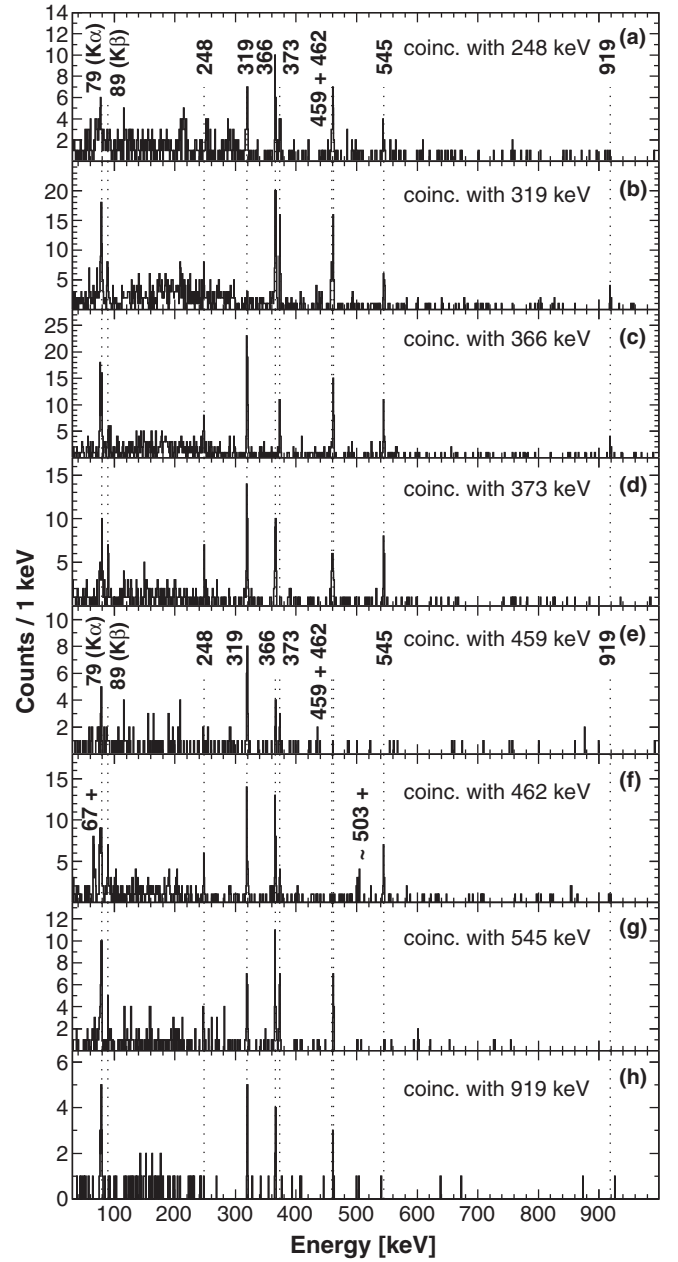 Counts / 1 keV
14
12
10
8
6
4
2
79 (Kα)
89 (Kβ)
248
319
366
373
459 + 462
545
919
coinc. with 248 keV
(a)
20
15
10
5
coinc. with 319 keV
(b)
25
20
15
10
5
coinc. with 366 keV
(c)
15
10
5
coinc. with 373 keV
(d)
10
8
6
4
2
79 (Kα)
89 (Kβ)
248
319
366
373
459 + 462
545
919
coinc. with 459 keV
(e)
15
10
5
67 +
~ 503 +
coinc. with 462 keV
(f)
12
10
8
6
4
2
coinc. with 545 keV
(g)
6
4
2
0
coinc. with 919 keV
(h)
100 200 300 400 500 600 700 800 900
Energy [keV]